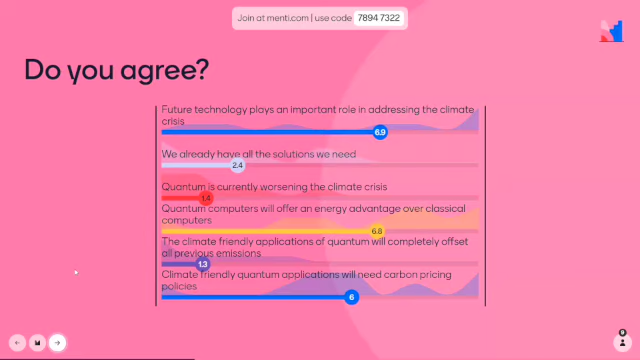 Join at menti.com | use code 7894 7322
Do you agree?
Future technology plays an important role in addressing the climate
crisis
6.9
We already have all the solutions we need
2.4
Quantum is currently worsening the climate crisis
1.4
Quantum computers will offer an energy advantage over classical
computers
6.8
The climate friendly applications of quantum will completely offset
all previous emissions
1.3
Climate friendly quantum applications will need carbon pricing
policies
6
9